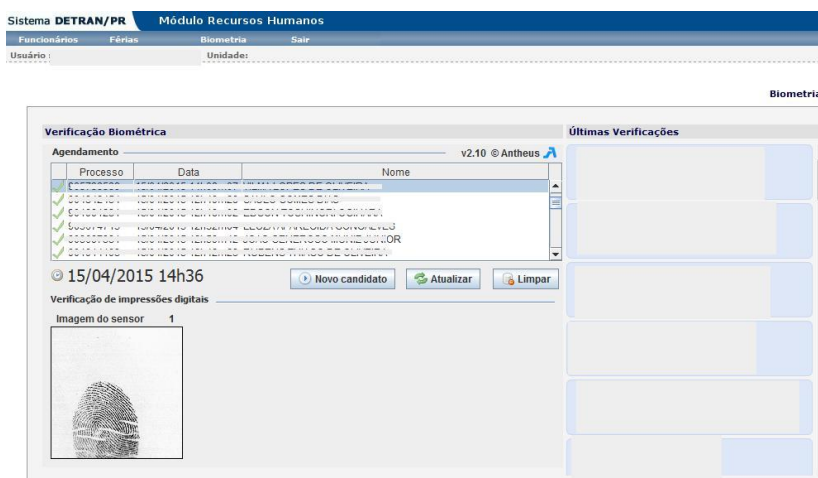 Sistema DETRAN/PR Módulo Recursos Humanos
Funcionários Férias Biometria Sair
Usuário : Unidade:
Biometria
Verificação Biométrica
Agendamento v2.10 © Antheus
Processo Data Nome
15/04/2015 14h36
Novo candidato Atualizar Limpar
Verificação de impressões digitais
Imagem do sensor 1
Últimas Verificações